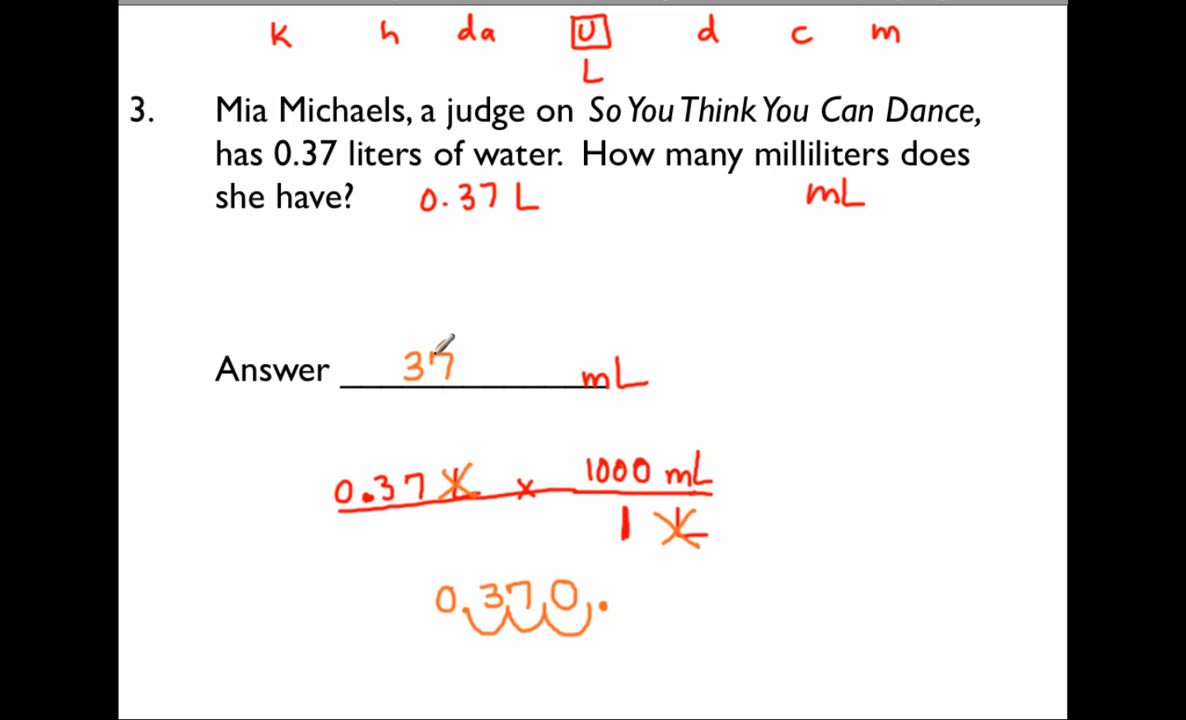 k h da U d c m
L
3. Mia Michaels, a judge on So You Think You Can Dance,
has 0.37 liters of water. How many milliliters does
she have? 0.37 L mL
Answer 37 mL
0.37 L x 1000 mL
1 L
0.370.